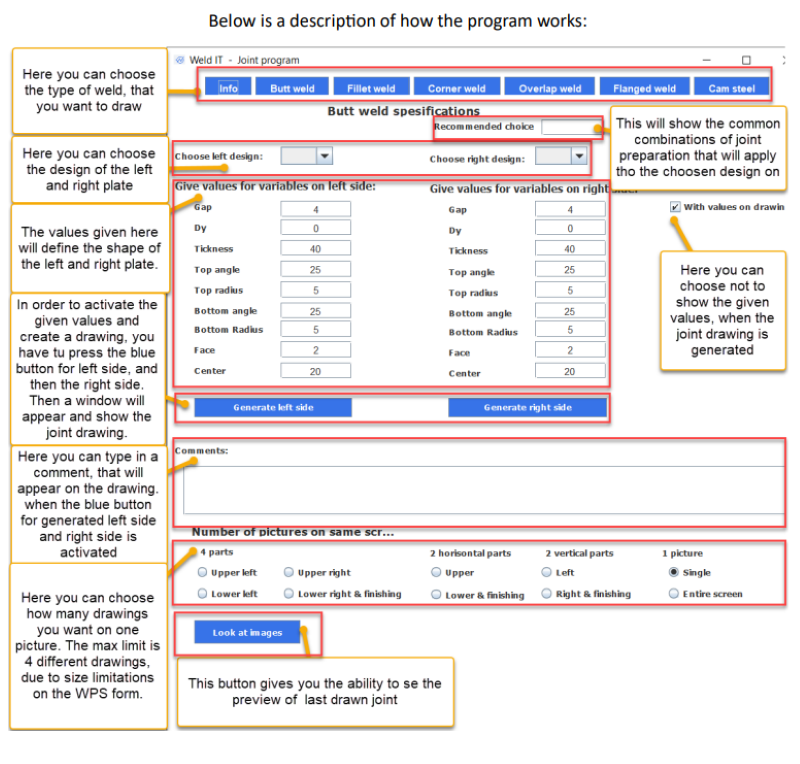 Below is a description of how the program works:
Here you can choose
the type of weld, that
you want to draw
Weld IT - Joint program
Info Butt weld Fillet weld Corner weld Overlap weld Flanged weld Cam steel
Butt weld spesifications
Recommended choice
This will show the common
combinations of joint
preparation that will apply
tho the choosen design on
Here you can choose
the design of the left
and right plate
Choose left design:
Choose right design:
Give values for variables on left side:
Give values for variables on right side:
Gap 4 Gap 4
Dy 0 Dy 0
Tickness 40 Tickness 40
Top angle 25 Top angle 25
Top radius 5 Top radius 5
Bottom angle 25 Bottom angle 25
Bottom Radius 5 Bottom Radius 5
Face 2 Face 2
Center 20 Center 20
With values on drawin
The values given here
will define the shape of
the left and right plate.
Here you can
choose not to
show the given
values, when the
joint drawing is
generated
In order to activate the
given values and
create a drawing, you
have tu press the blue
button for left side, and
then the right side.
Then a window will
appear and show the
joint drawing.
Generate left side Generate right side
Here you can type in a
comment, that will
appear on the drawing.
when the blue button
for generated left side
and right side is
activated
Comments:
Number of pictures on same scr...
4 parts 2 horisontal parts 2 vertical parts 1 picture
Upper left Upper right Upper Left Single
Lower left Lower right & finishing Lower & finishing Right & finishing Entire screen
Here you can choose
how many drawings
you want on one
picture. The max limit is
4 different drawings,
due to size limitations
on the WPS form.
Look at images
This button gives you the ability to se the
preview of last drawn joint